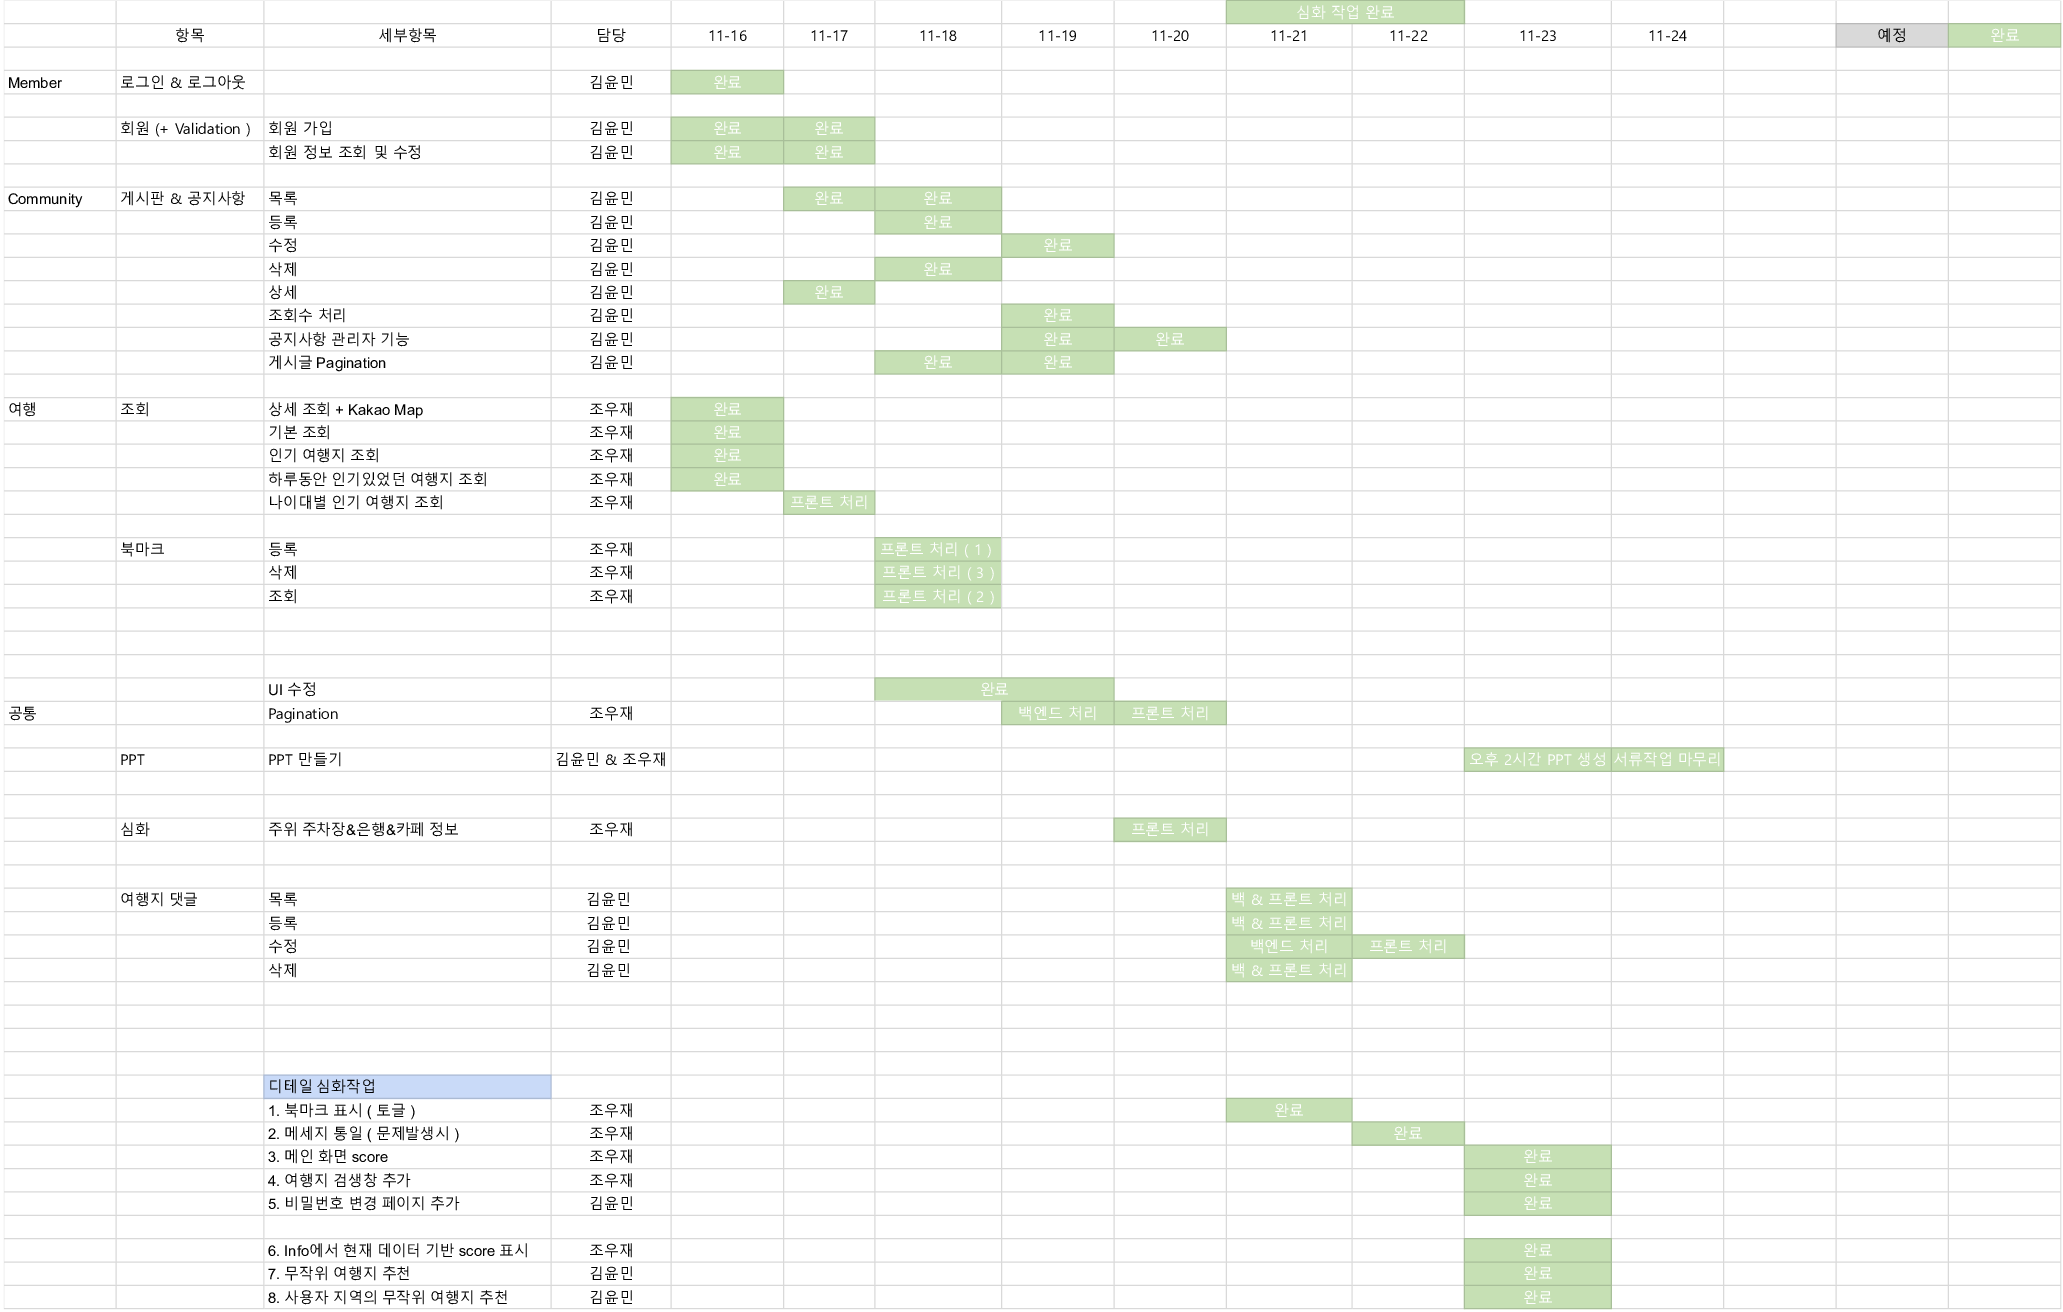 심화 작업 완료
항목 세부항목 담당 11-16 11-17 11-18 11-19 11-20 11-21 11-22 11-23 11-24 예정 완료
Member 로그인 & 로그아웃 김윤민 완료
회원 (+ Validation ) 회원 가입 김윤민 완료 완료
회원 정보 조회 및 수정 김윤민 완료 완료
Community 게시판 & 공지사항 목록 김윤민 완료 완료
등록 김윤민 완료
수정 김윤민 완료
삭제 김윤민 완료
상세 김윤민 완료
조회수 처리 김윤민 완료
공지사항 관리자 기능 김윤민 완료 완료
게시글 Pagination 김윤민 완료 완료
여행 조회 상세 조회 + Kakao Map 조우재 완료
기본 조회 조우재 완료
인기 여행지 조회 조우재 완료
하루동안 인기있었던 여행지 조회 조우재 완료
나이대별 인기 여행지 조회 조우재 프론트 처리
북마크 등록 조우재 프론트 처리 ( 1 )
삭제 조우재 프론트 처리 ( 3 )
조회 조우재 프론트 처리 ( 2 )
UI 수정 완료
공통 Pagination 조우재 백엔드 처리 프론트 처리
PPT PPT 만들기 김윤민 & 조우재 오후 2시간 PPT 생성 서류작업 마무리
심화 주위 주차장&은행&카페 정보 조우재 프론트 처리
여행지 댓글 목록 김윤민 백 & 프론트 처리
등록 김윤민 백 & 프론트 처리
수정 김윤민 백엔드 처리 프론트 처리
삭제 김윤민 백 & 프론트 처리
디테일 심화작업
1. 북마크 표시 ( 토글 ) 조우재 완료
2. 메세지 통일 ( 문제발생시 ) 조우재 완료
3. 메인 화면 score 조우재 완료
4. 여행지 검생창 추가 조우재 완료
5. 비밀번호 변경 페이지 추가 김윤민 완료
6. Info에서 현재 데이터 기반 score 표시 조우재 완료
7. 무작위 여행지 추천 김윤민 완료
8. 사용자 지역의 무작위 여행지 추천 김윤민 완료